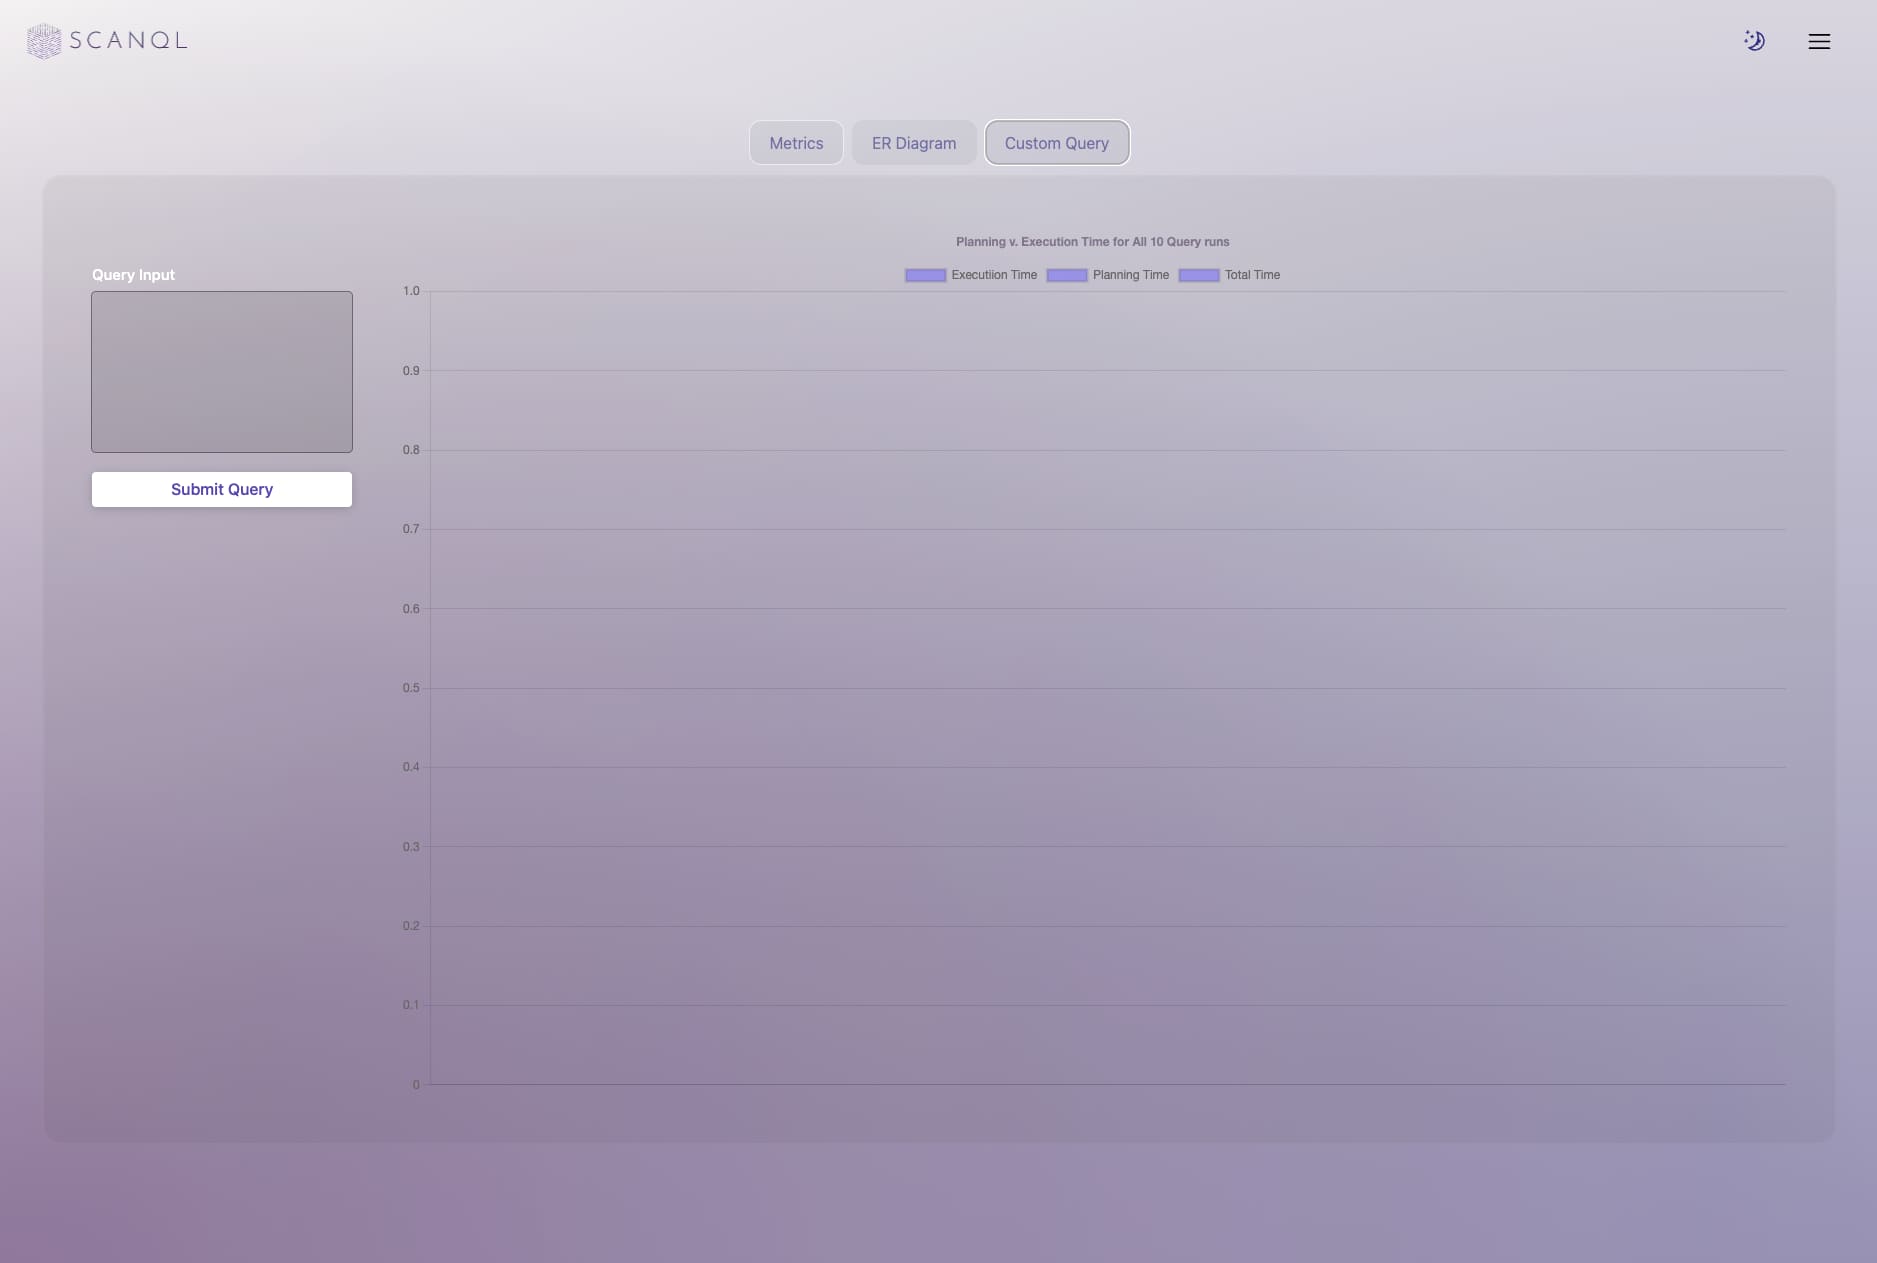 SCANQL
Metrics
ER Diagram
Custom Query
Planning v. Execution Time for All 10 Query runs
Executiion Time
Planning Time
Total Time
Query Input
Submit Query
1.0
0.9
0.8
0.7
0.6
0.5
0.4
0.3
0.2
0.1
0